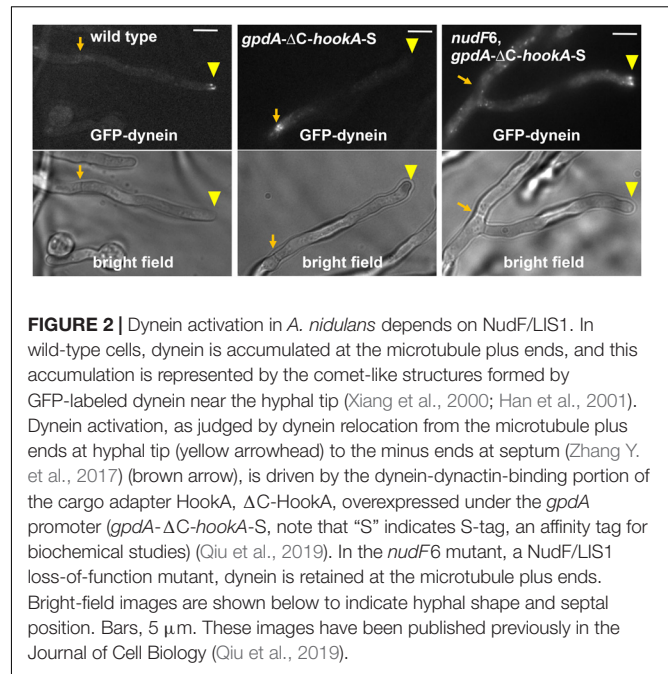 wild type
GFP-dynein
bright field
gpdA-ΔC-hookA-S
GFP-dynein
bright field
nudF6,
gpdA-ΔC-hookA-S
GFP-dynein
bright field
FIGURE 2 | Dynein activation in A. nidulans depends on NudF/LIS1. In
wild-type cells, dynein is accumulated at the microtubule plus ends, and this
accumulation is represented by the comet-like structures formed by
GFP-labeled dynein near the hyphal tip (Xiang et al., 2000; Han et al., 2001).
Dynein activation, as judged by dynein relocation from the microtubule plus
ends at hyphal tip (yellow arrowhead) to the minus ends at septum (Zhang Y.
et al., 2017) (brown arrow), is driven by the dynein-dynactin-binding portion
of the cargo adapter HookA, ΔC-HookA, overexpressed under the gpdA
promoter (gpdA-ΔC-hookA-S, note that “S” indicates S-tag, an affinity tag for
biochemical studies) (Qiu et al., 2019). In the nudF6 mutant, a NudF/LIS1
loss-of-function mutant, dynein is retained at the microtubule plus ends.
Bright-field images are shown below to indicate hyphal shape and septal
position. Bars, 5 μm. These images have been published previously in the
Journal of Cell Biology (Qiu et al., 2019).